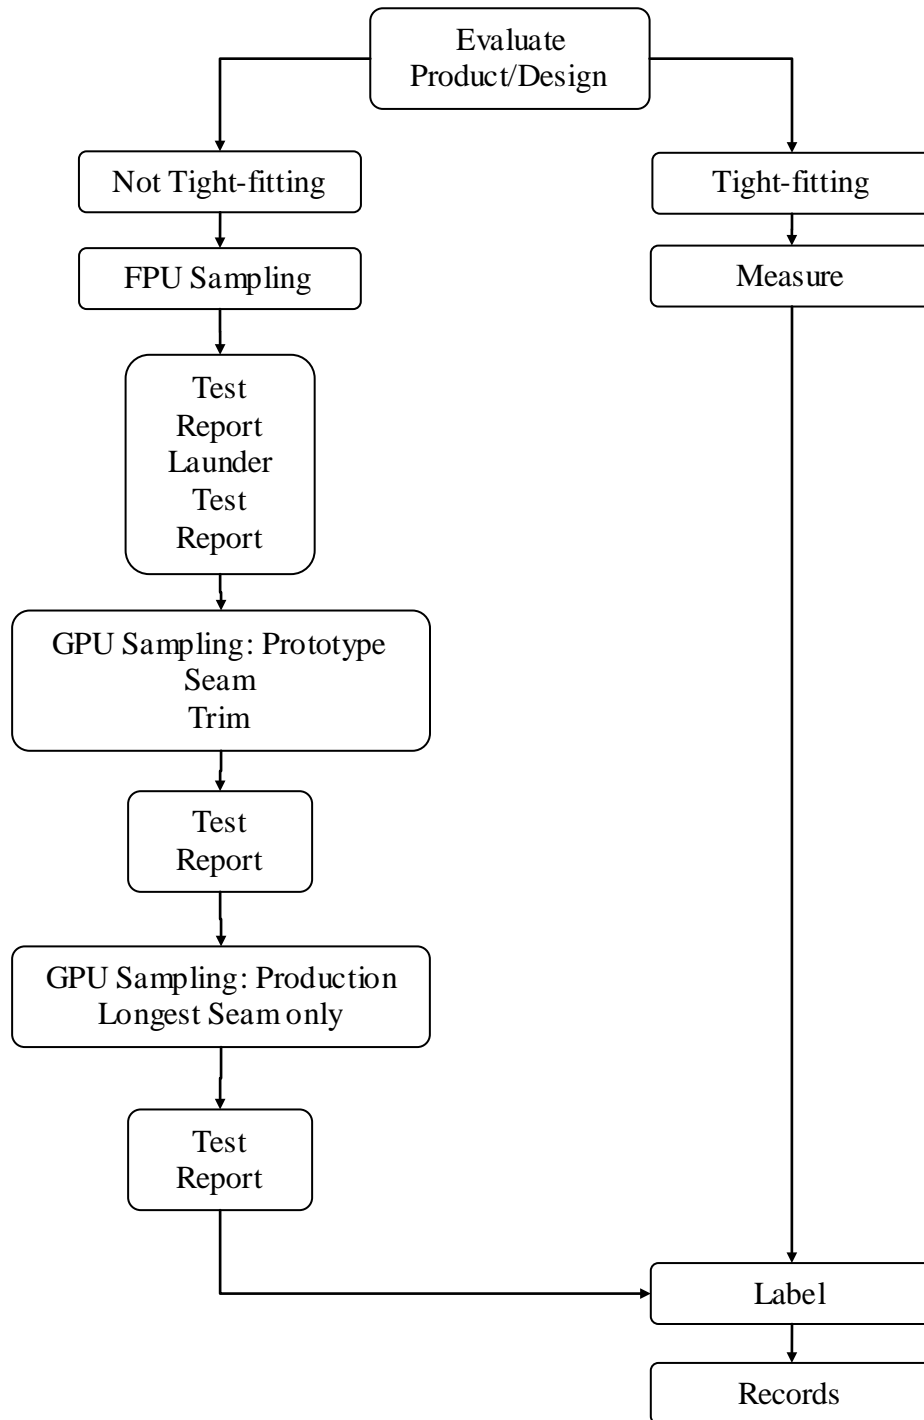 Evaluate
Product/Design
Not Tight-fitting
Tight-fitting
FPU Sampling
Measure
Test
Report
Launder
Test
Report
GPU Sampling: Prototype
Seam
Trim
Test
Report
GPU Sampling: Production
Longest Seam only
Test
Report
Label
Records